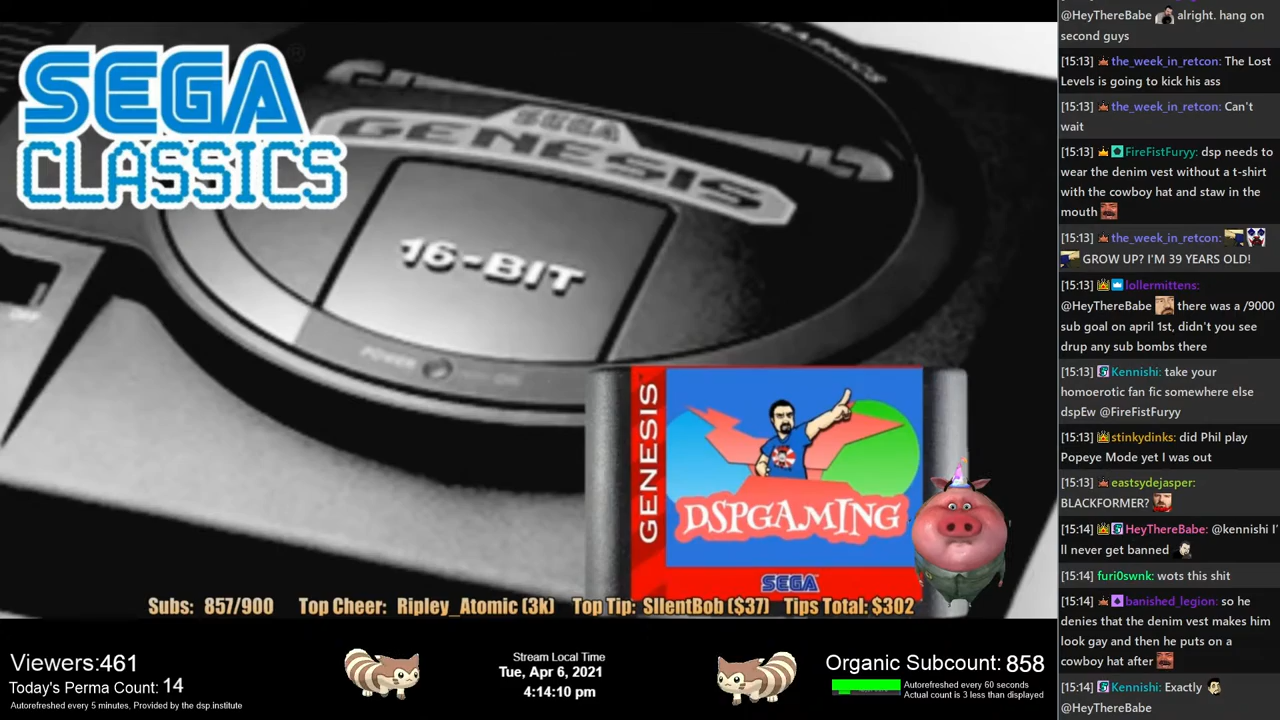 SEGA
CLASSICS
®
SEGA
GENESIS
16-BIT
POWER
OFF
GENESIS
DSPGAMING
SEGA
Subs: 857/900 Top Cheer: Ripley_Atomic (3k) Top Tip: SIlentBob ($37) Tips Total: $302
Viewers:461
Today's Perma Count: 14
Autorefreshed every 5 minutes, Provided by the dsp.institute
Stream Local Time
Tue, Apr 6, 2021
4:14:10 pm
Organic Subcount: 858
Autorefreshed every 60 seconds
Actual count is 3 less than displayed
@HeyThereBabe alright. hang on
second guys
[15:13] the_week_in_retcon: The Lost
Levels is going to kick his ass
[15:13] the_week_in_retcon: Can't
wait
[15:13] FireFistFuryy: dsp needs to
wear the denim vest without a t-shirt
with the cowboy hat and staw in the
mouth
[15:13] the_week_in_retcon:
GROW UP? I'M 39 YEARS OLD!
[15:13] lollermittens:
@HeyThereBabe there was a /9000
sub goal on april 1st, didn't you see
drup any sub bombs there
[15:13] Kennishi: take your
homoerotic fan fic somewhere else
dspEw @FireFistFuryy
[15:13] stinkydinks: did Phil play
Popeye Mode yet I was out
[15:13] eastsydejasper:
BLACKFORMER?
[15:14] HeyThereBabe: @kennishi I'
ll never get banned
[15:14] furi0swnk: wots this shit
[15:14] banished_legion: so he
denies that the denim vest makes him
look gay and then he puts on a
cowboy hat after
[15:14] Kennishi: Exactly
@HeyThereBabe